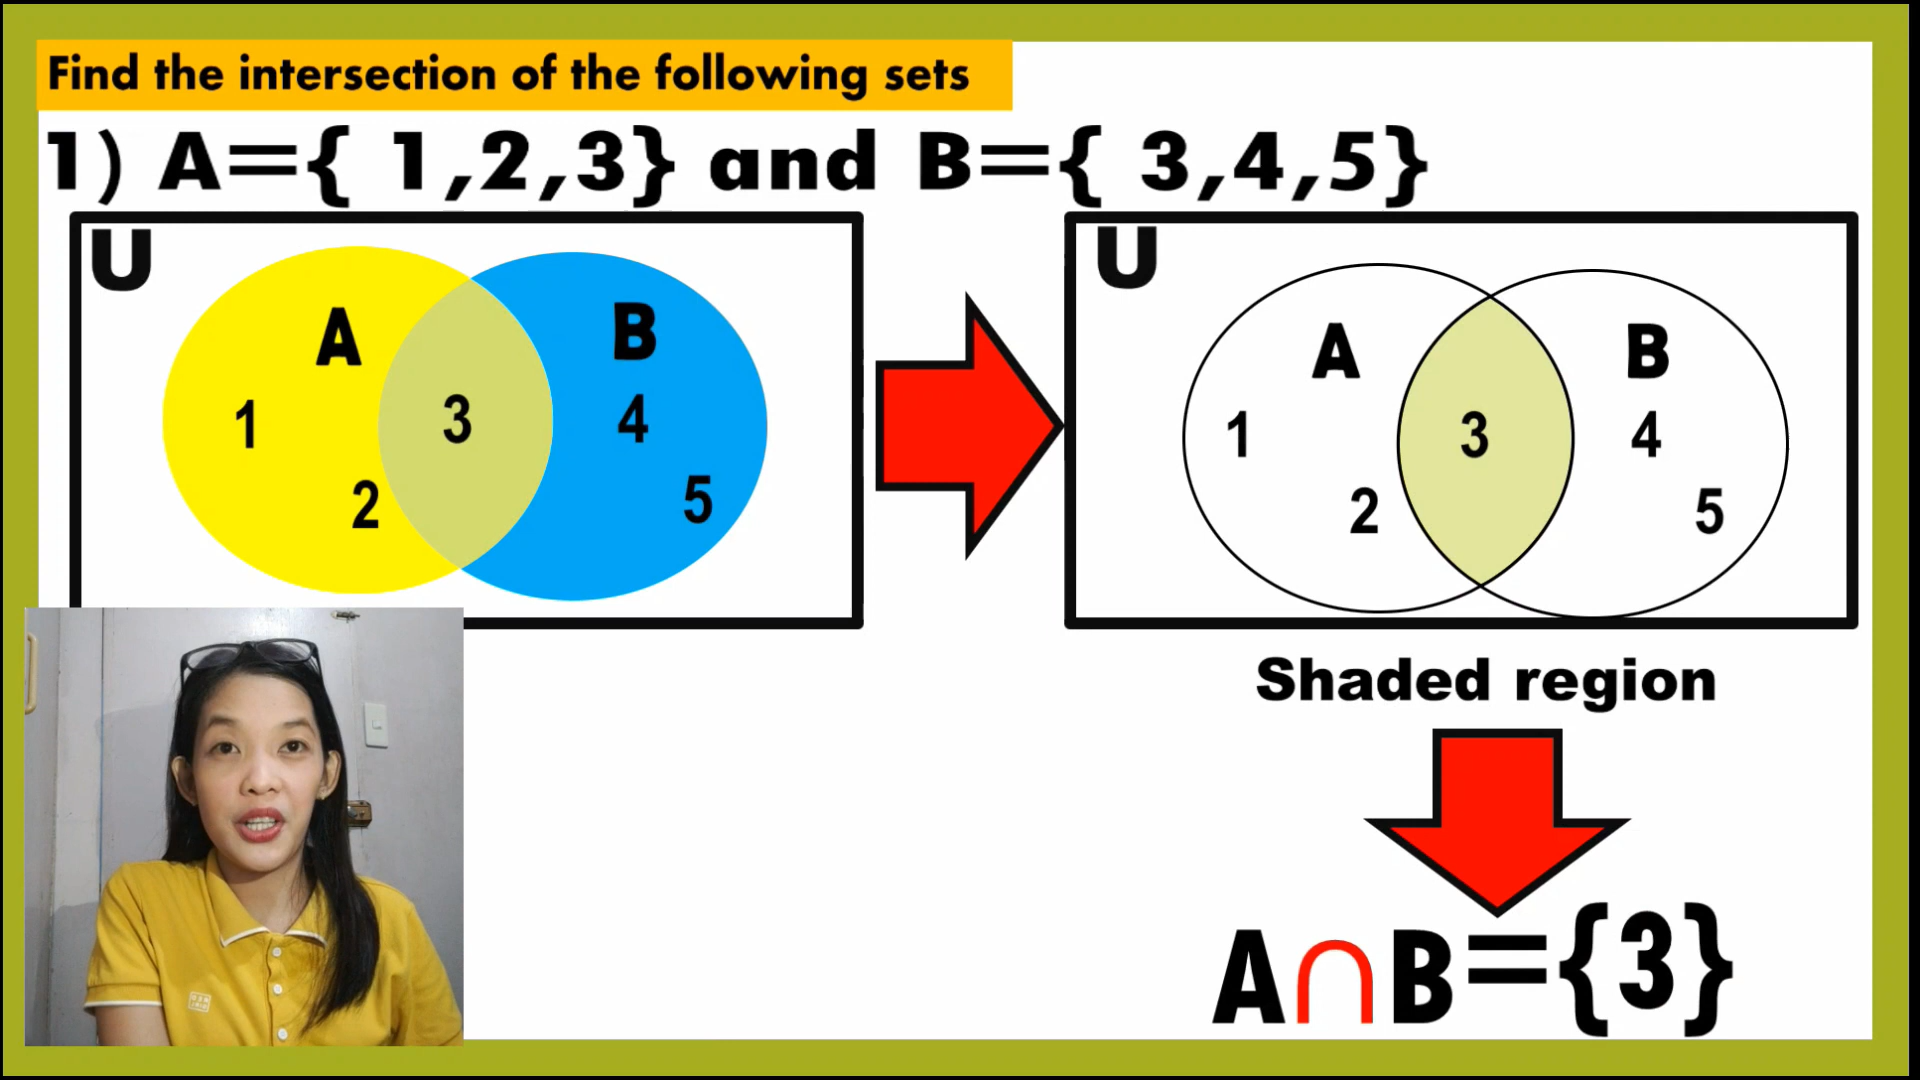 Find the intersection of the following sets
1) A={ 1,2,3} and B={ 3,4,5}
U
A
B
1
3
4
2
5
U
A
B
1
3
4
2
5
Shaded region
A∩B={3}